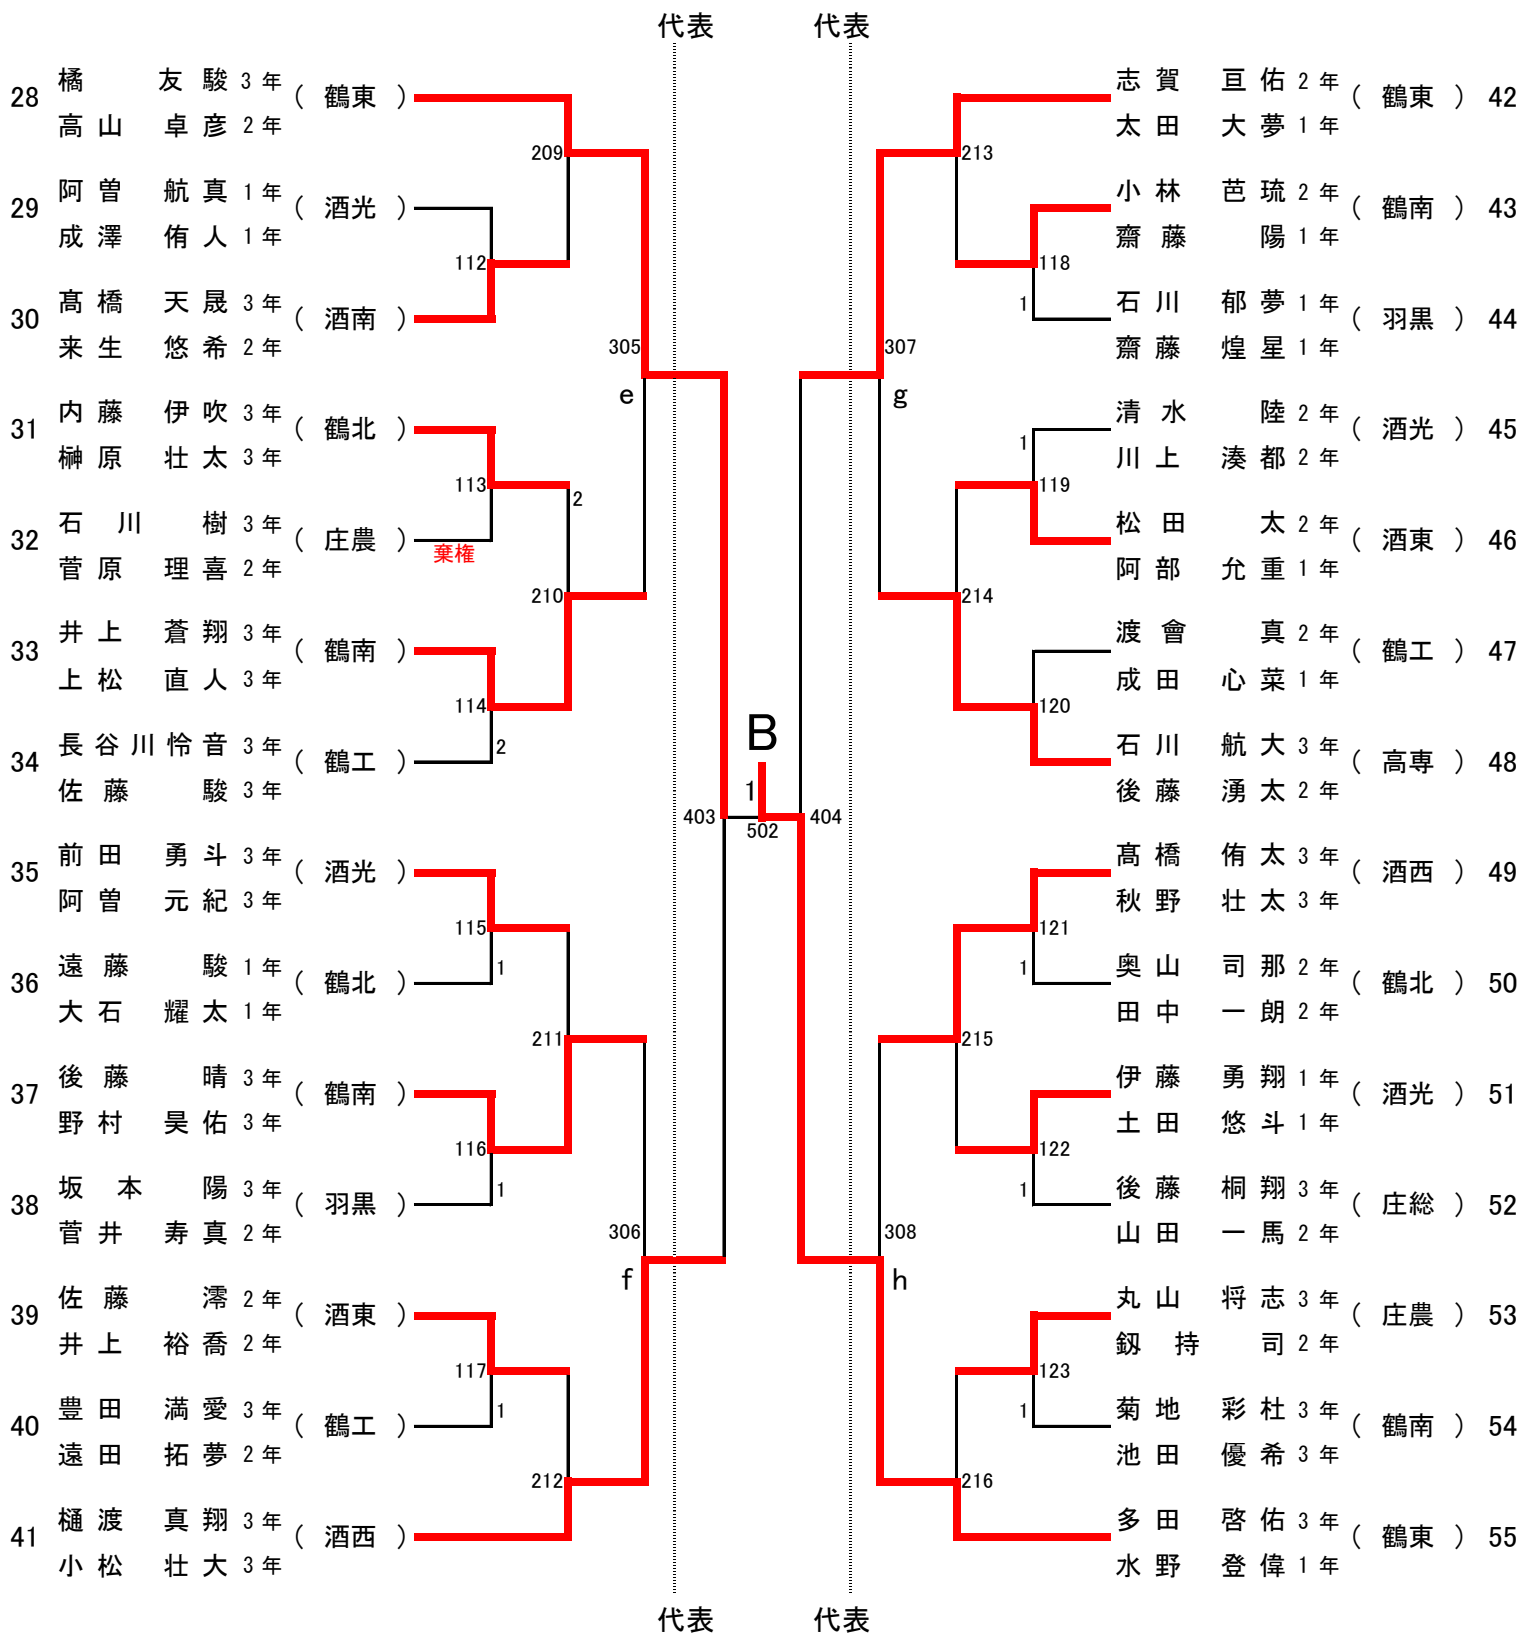 代表 代表
28 橘 友駿 3年 ( 鶴東 )
高山 卓彦 2年
29 阿曽 航真 1年 ( 酒光 )
成澤 侑人 1年
30 髙橋 天晟 3年 ( 酒南 )
来生 悠希 2年
31 内藤 伊吹 3年 ( 鶴北 )
榊原 壮太 3年
32 石川 樹 3年 ( 庄農 )
菅原 理喜 2年
棄権
33 井上 蒼翔 3年 ( 鶴南 )
上松 直人 3年
34 長谷川怜音 3年 ( 鶴工 )
佐藤 駿 3年
35 前田 勇斗 3年 ( 酒光 )
阿曽 元紀 3年
36 遠藤 駿 1年 ( 鶴北 )
大石 耀太 1年
37 後藤 晴 3年 ( 鶴南 )
野村 昊佑 3年
38 坂本 陽 3年 ( 羽黒 )
菅井 寿真 2年
39 佐藤 澪 2年 ( 酒東 )
井上 裕喬 2年
40 豊田 満愛 3年 ( 鶴工 )
遠田 拓夢 2年
41 樋渡 真翔 3年 ( 酒西 )
小松 壮大 3年
209
112
305
e
113
2
210
114
2
115
1
211
116
1
306
f
117
1
212
403
B
1
502
404
213
118
1
307
g
1
119
214
120
121
1
215
122
1
308
h
123
1
216
志賀 亘佑 2年 ( 鶴東 ) 42
太田 大夢 1年
小林 芭琉 2年 ( 鶴南 ) 43
齋藤 陽 1年
石川 郁夢 1年 ( 羽黒 ) 44
齋藤 煌星 1年
清水 陸 2年 ( 酒光 ) 45
川上 湊都 2年
松田 太 2年 ( 酒東 ) 46
阿部 允重 1年
渡會 真 2年 ( 鶴工 ) 47
成田 心菜 1年
石川 航大 3年 ( 高専 ) 48
後藤 湧太 2年
髙橋 侑太 3年 ( 酒西 ) 49
秋野 壮太 3年
奥山 司那 2年 ( 鶴北 ) 50
田中 一朗 2年
伊藤 勇翔 1年 ( 酒光 ) 51
土田 悠斗 1年
後藤 桐翔 3年 ( 庄総 ) 52
山田 一馬 2年
丸山 将志 3年 ( 庄農 ) 53
釼持 司 2年
菊地 彩杜 3年 ( 鶴南 ) 54
池田 優希 3年
多田 啓佑 3年 ( 鶴東 ) 55
水野 登偉 1年
代表 代表